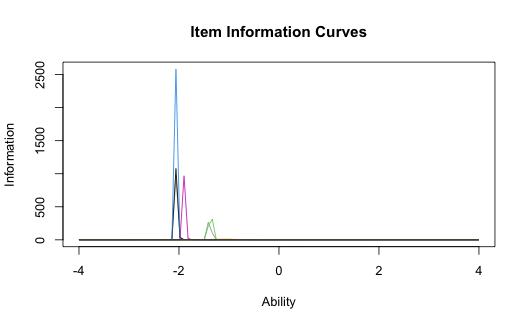 Item Information Curves
Information
2500
1500
500
0
-4 -2 0 2 4
Ability